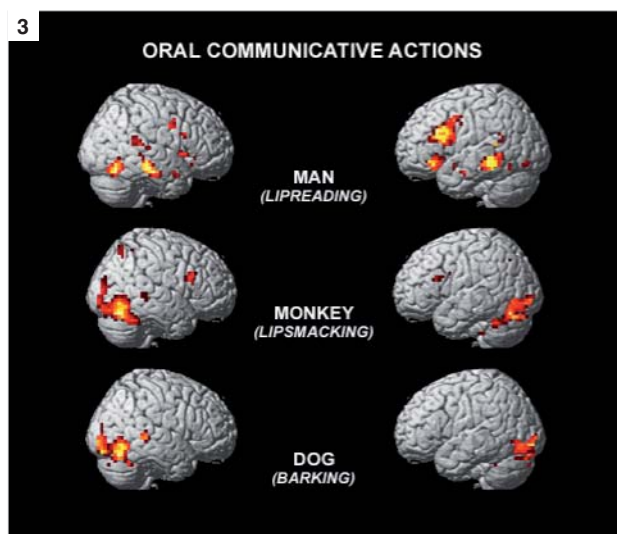 3
ORAL COMMUNICATIVE ACTIONS
MAN
(LIPREADING)
MONKEY
(LIPSMACKING)
DOG
(BARKING)